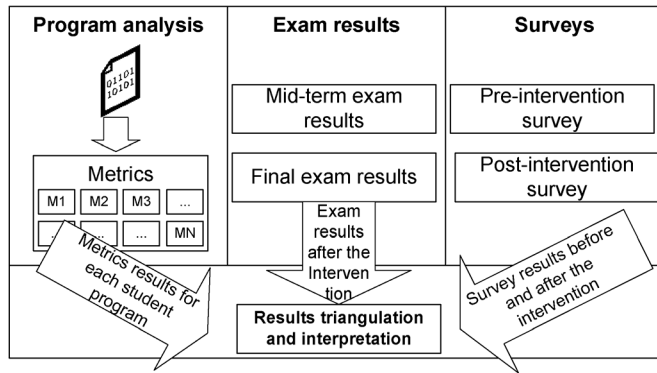 Program analysis
01101
10101
Metrics
M1 M2 M3 ...
... ... ... MN
Metrics results for
each student
program
Exam results
Mid-term exam
results
Final exam results
Exam
results
after the
Interven
tion
Surveys
Pre-intervention
survey
Post-intervention
survey
Survey results before
and after the
intervention
Results triangulation
and interpretation